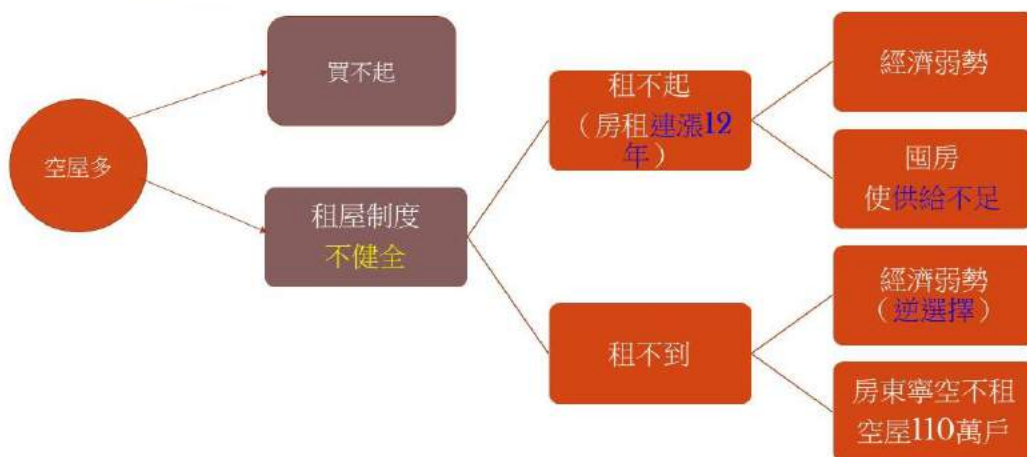 空屋多
買不起
租屋制度
不健全
租不起
（房租連漲12
年）
租不到
經濟弱勢
囤房
使供給不足
經濟弱勢
（逆選擇）
房東寧空不租
空屋110萬戶